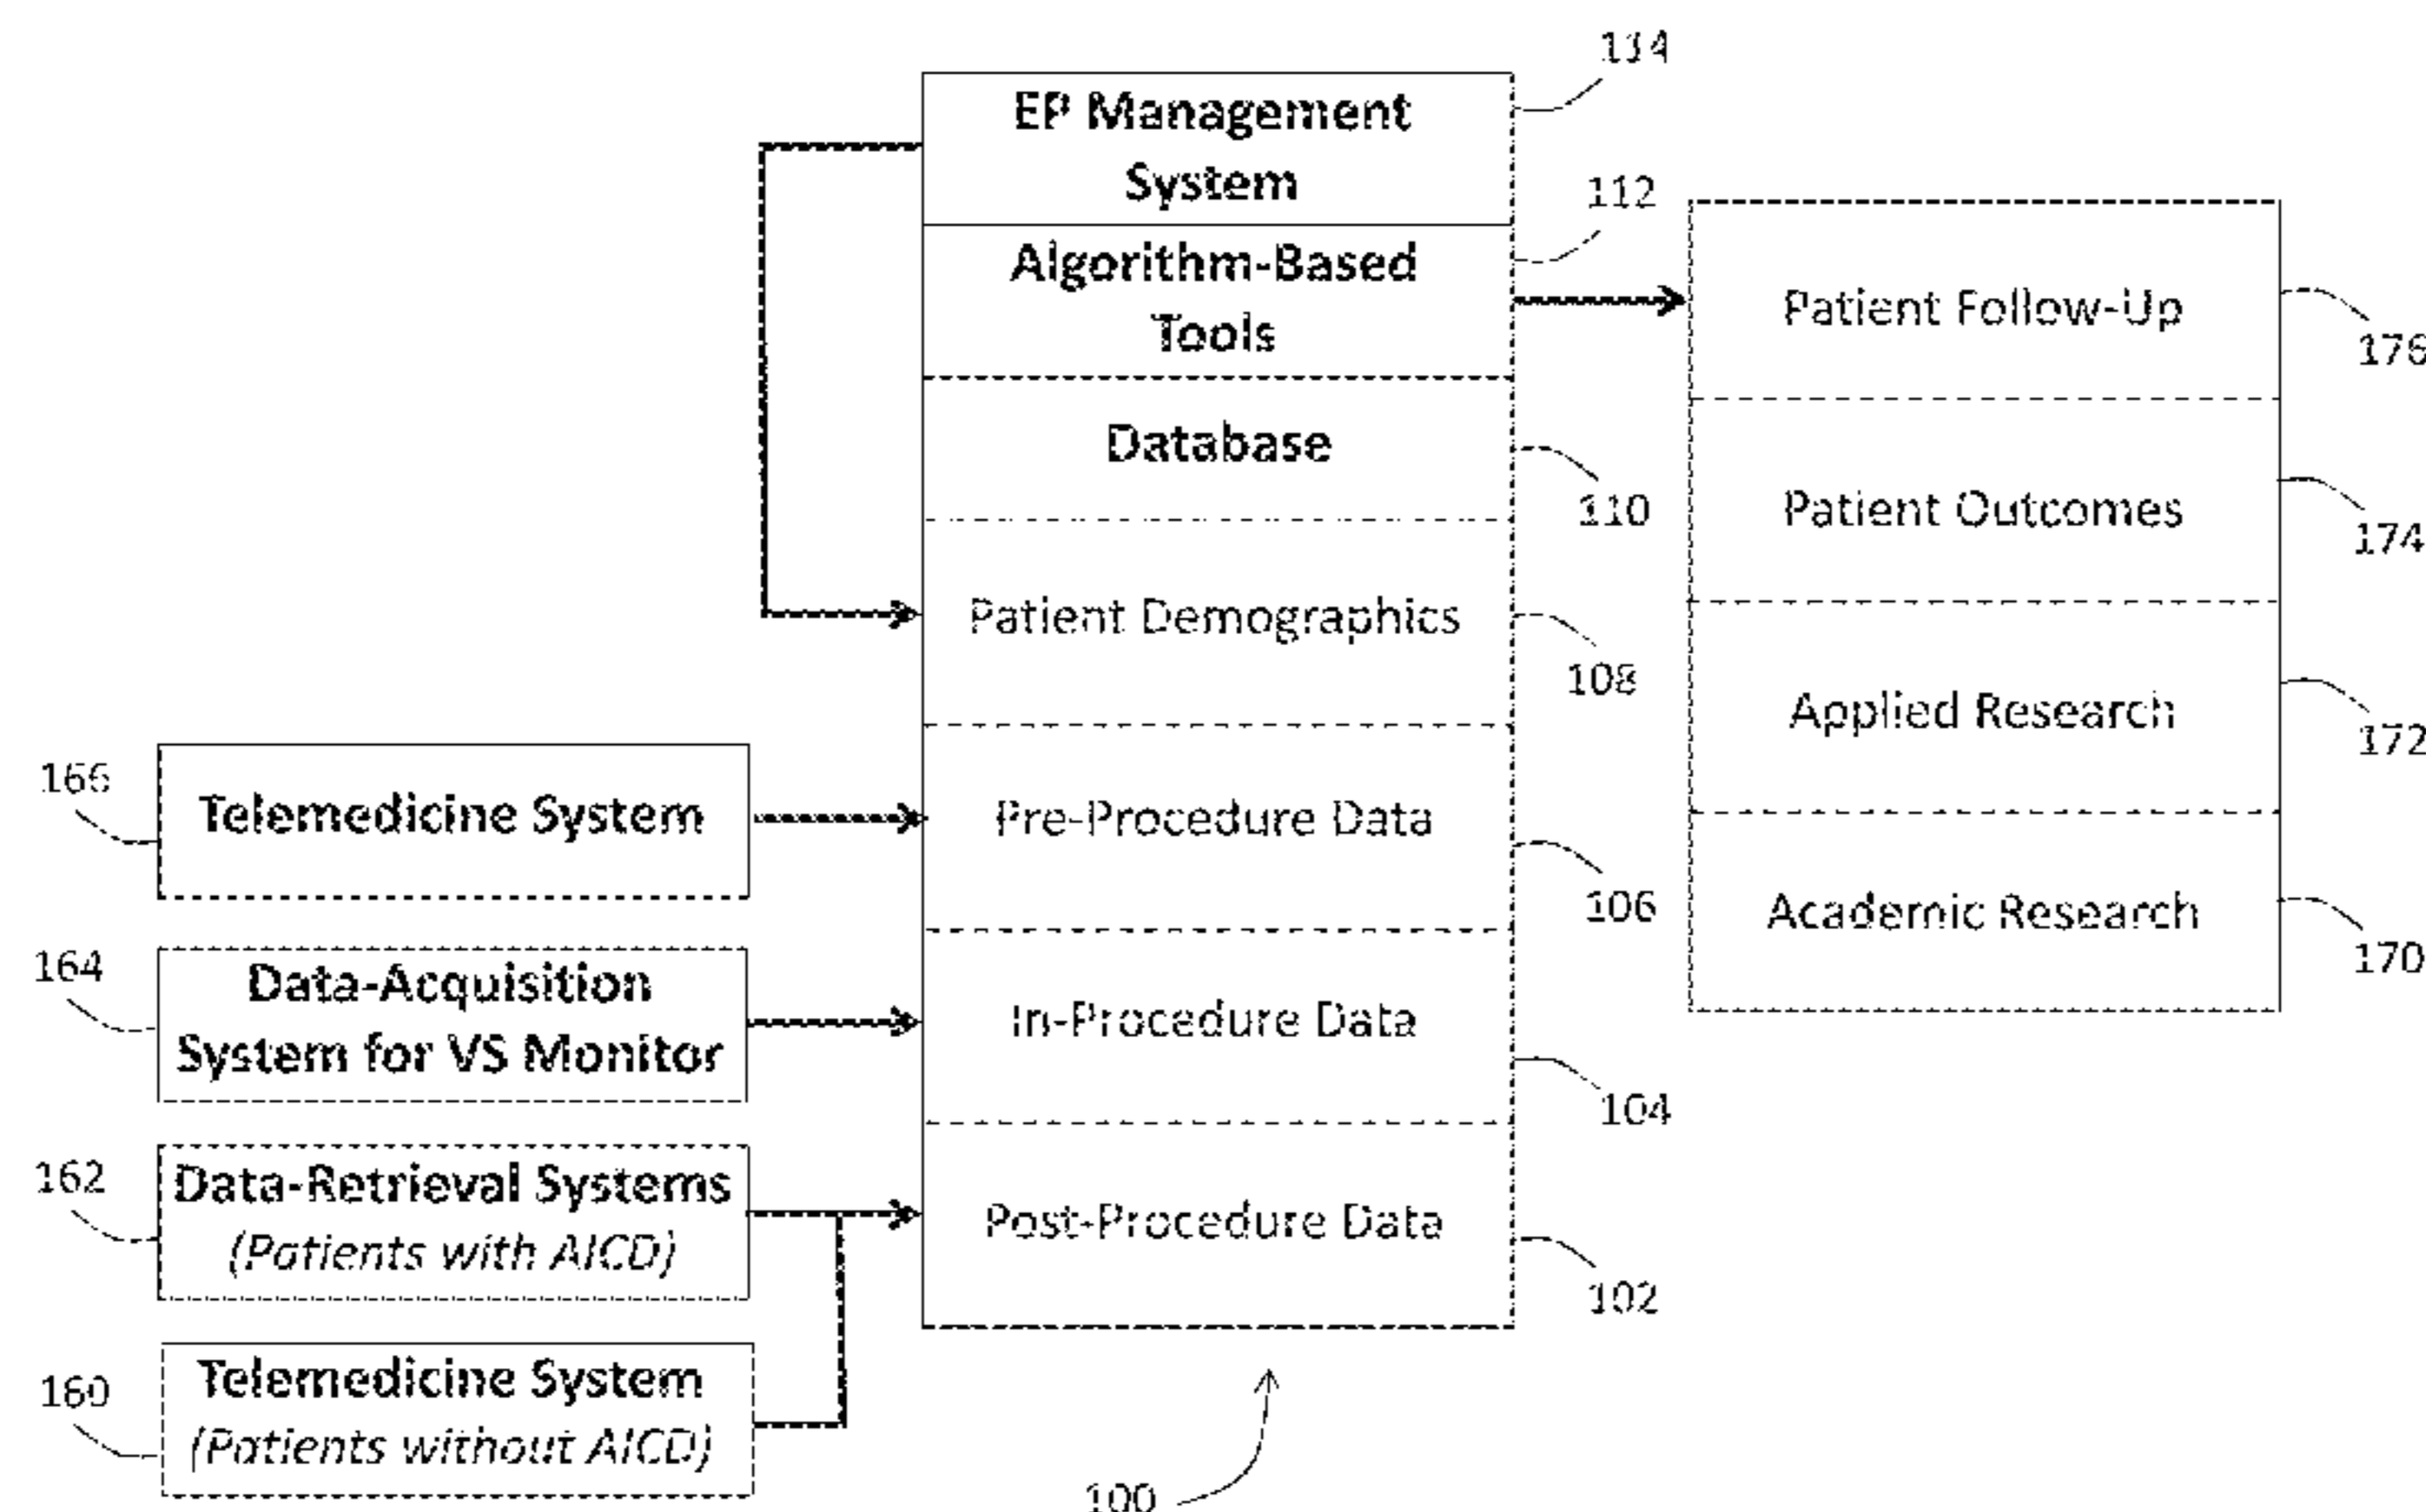 114
EP Management
System
112
Algorithm-Based
Tools
Database
110
Patient Demographics
108
Pre-Procedure Data
106
In-Procedure Data
104
Post-Procedure Data
102
166
Telemedicine System
164
Data-Acquisition
System for VS Monitor
162
Data-Retrieval Systems
(Patients with AICD)
160
Telemedicine System
(Patients without AICD)
Patient Follow-Up
176
Patient Outcomes
174
Applied Research
172
Academic Research
170
100